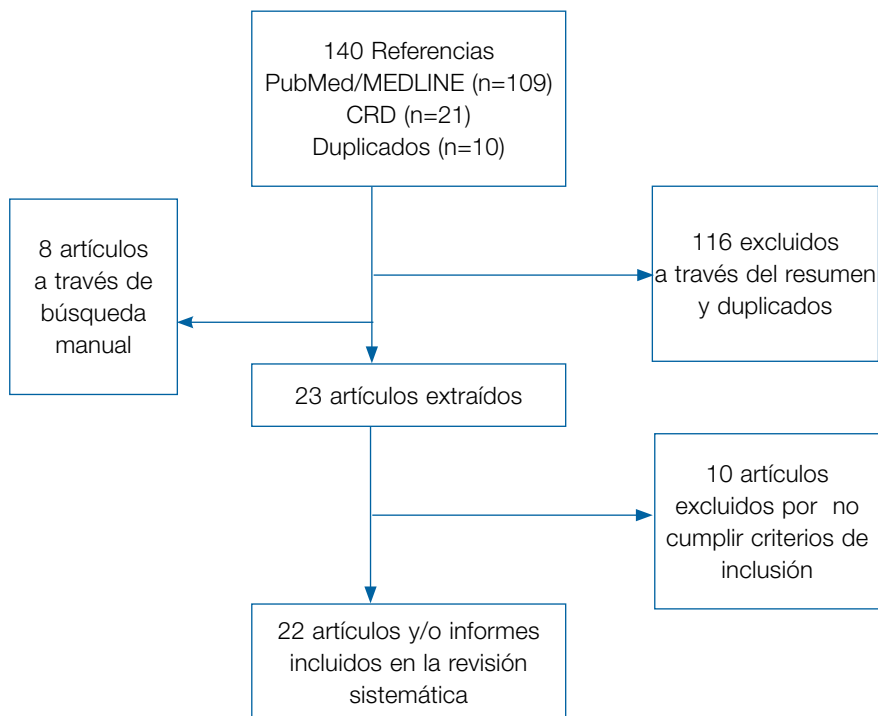 140 Referencias
PubMed/MEDLINE (n=109)
CRD (n=21)
Duplicados (n=10)
8 artículos
a través de
búsqueda
manual
116 excluidos
a través del resumen
y duplicados
23 artículos extraídos
10 artículos
excluidos por no
cumplir criterios de
inclusión
22 artículos y/o informes
incluidos en la revisión
sistemática